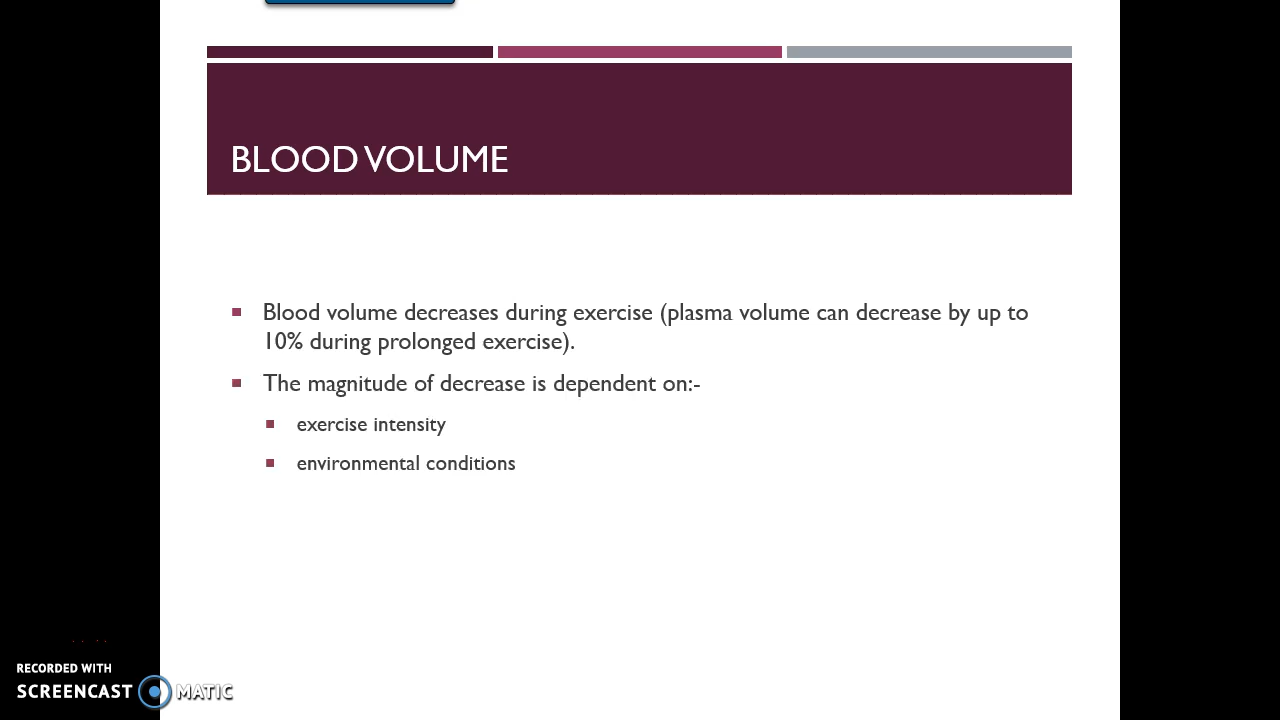 BLOOD VOLUME
Blood volume decreases during exercise (plasma volume can decrease by up to
10% during prolonged exercise).
The magnitude of decrease is dependent on:-
exercise intensity
environmental conditions
RECORDED WITH
SCREENCAST MATIC